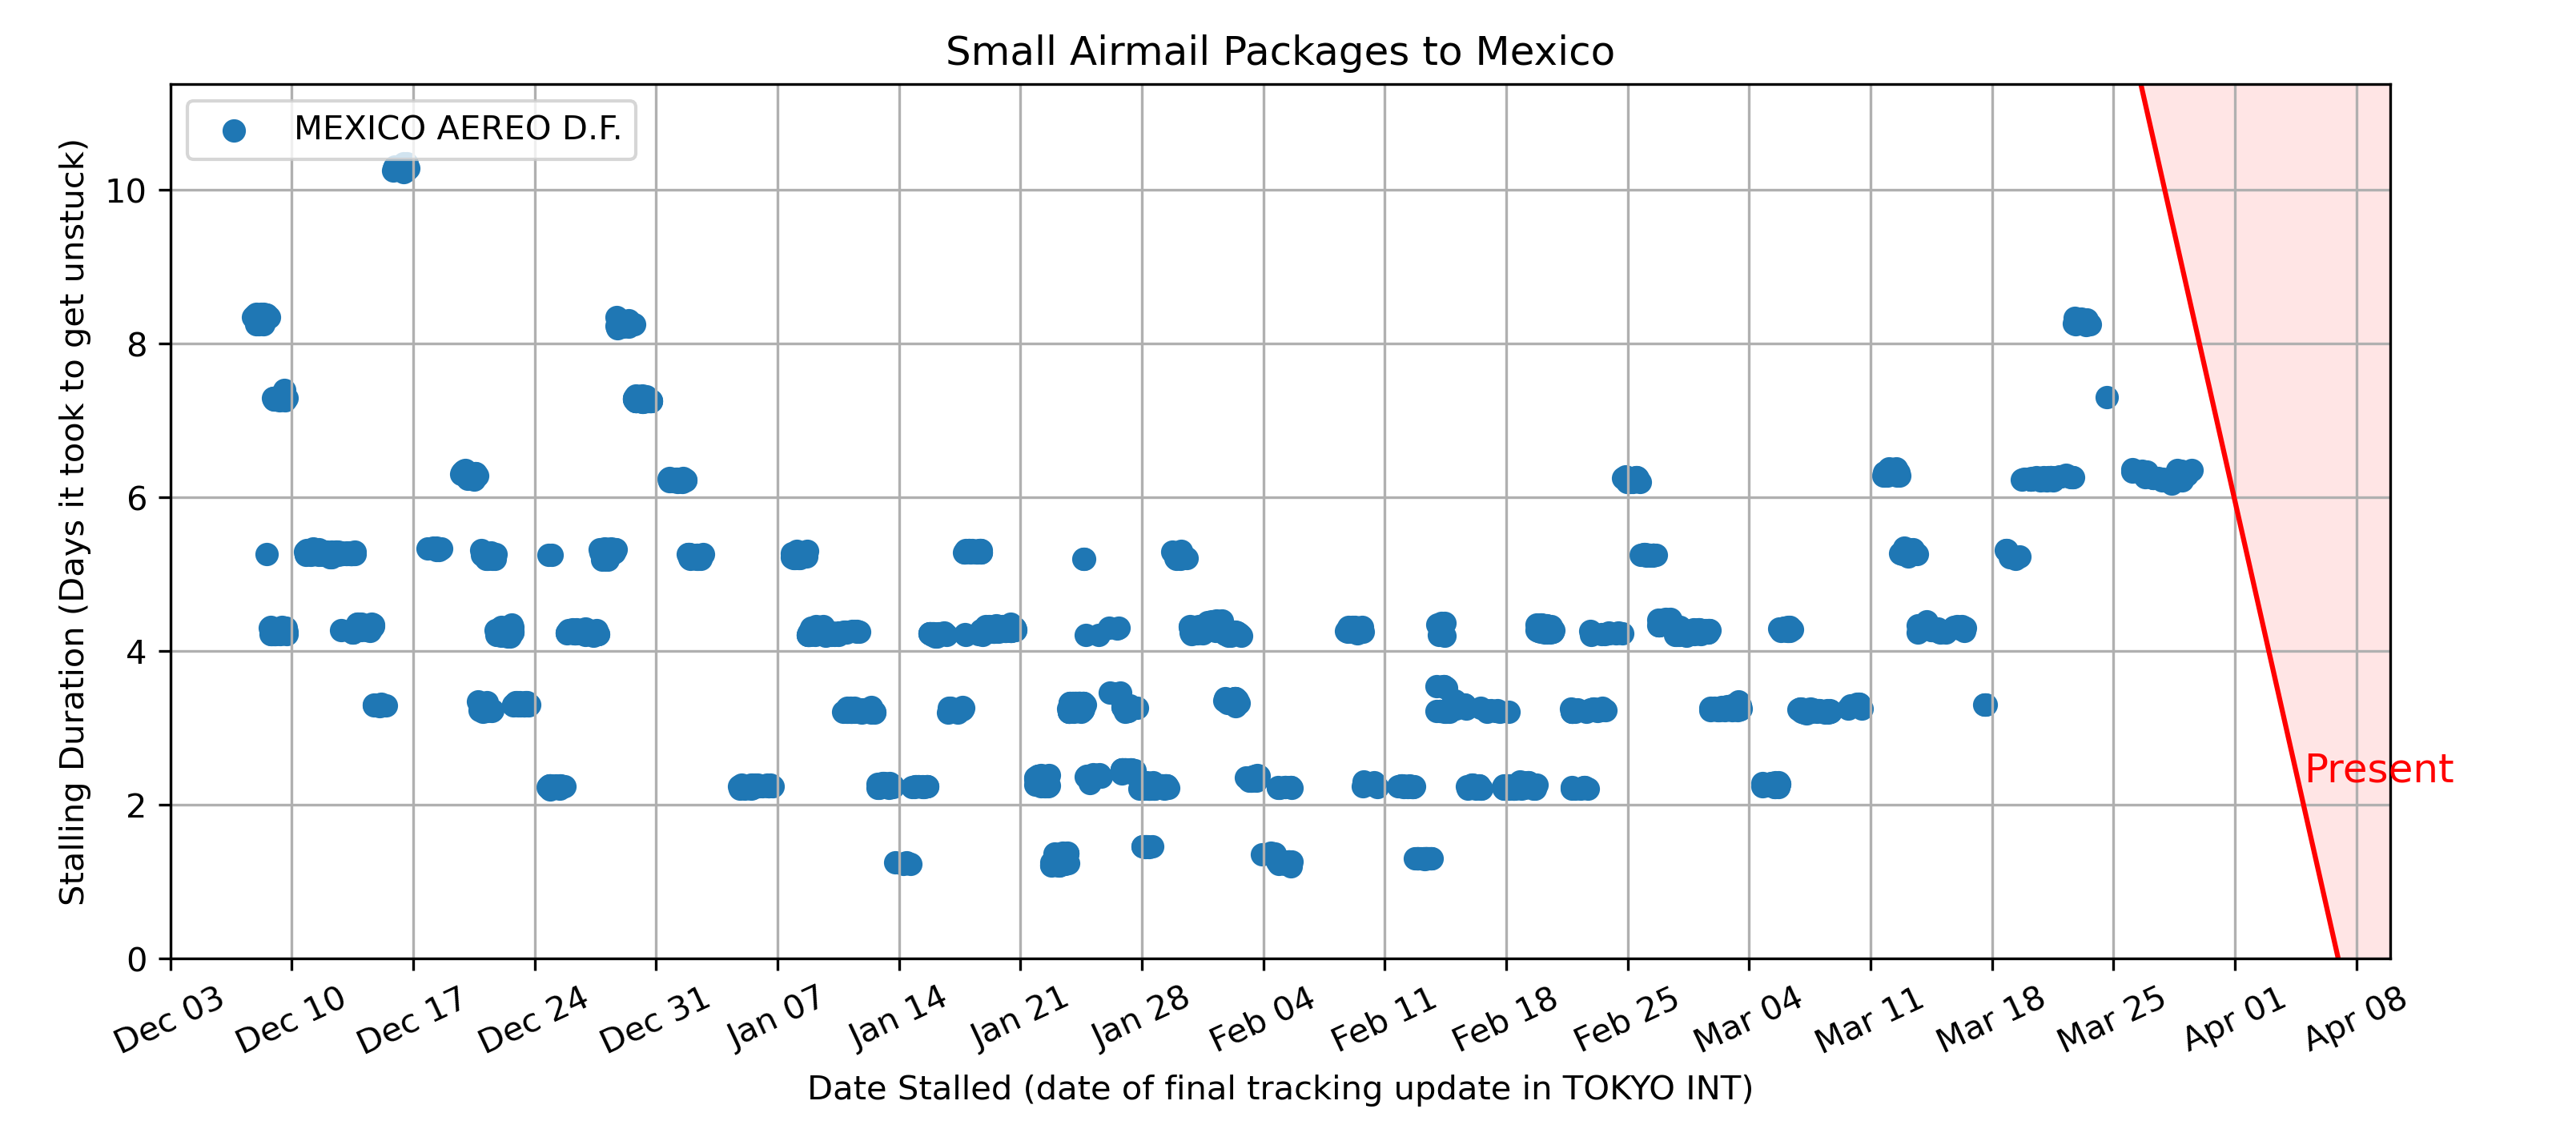 Small Airmail Packages to Mexico
MEXICO AEREO D.F.
Stalling Duration (Days it took to get unstuck)
10
8
6
4
2
0
Present
Dec 03
Dec 10
Dec 17
Dec 24
Dec 31
Jan 07
Jan 14
Jan 21
Jan 28
Feb 04
Feb 11
Feb 18
Feb 25
Mar 04
Mar 11
Mar 18
Mar 25
Apr 01
Apr 08
Date Stalled (date of final tracking update in TOKYO INT)